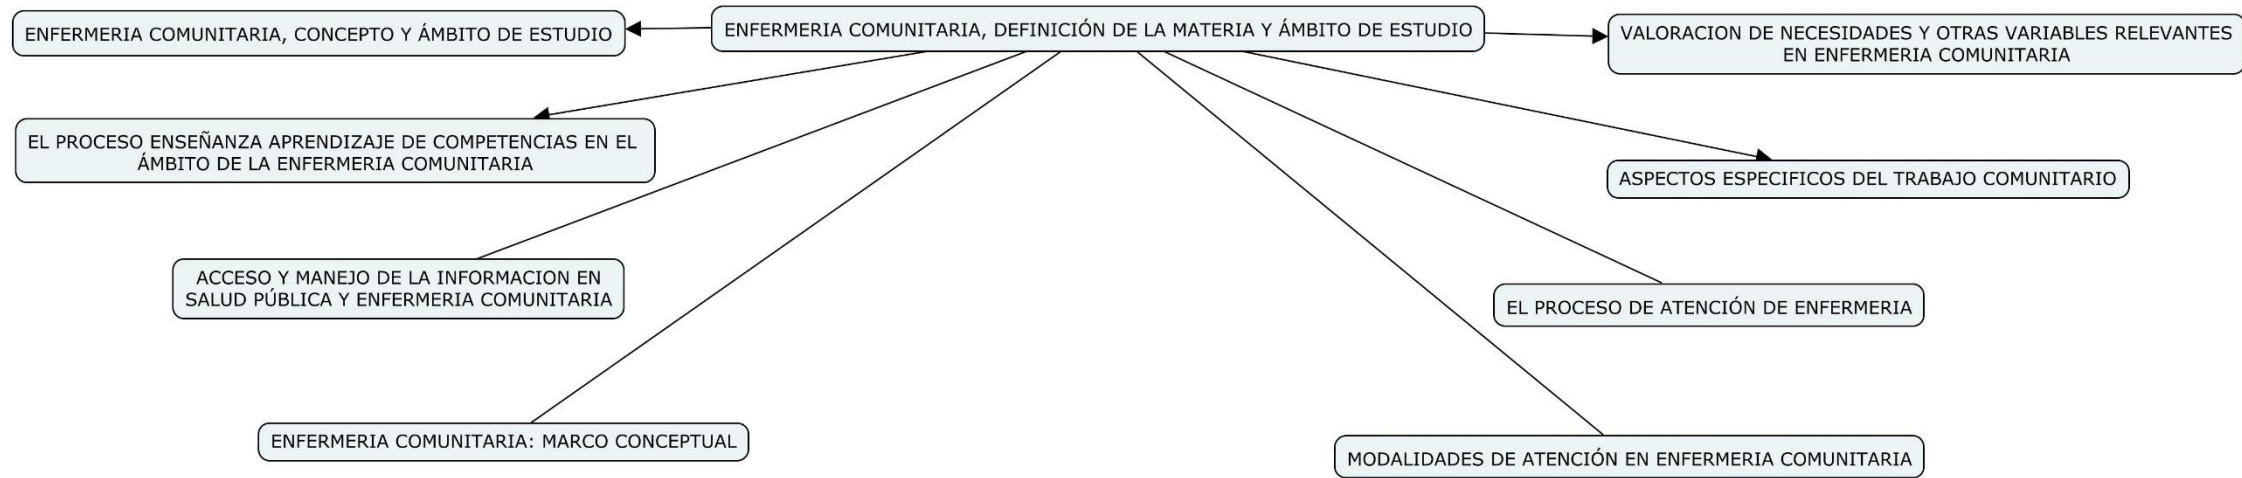 ENFERMERIA COMUNITARIA, CONCEPTO Y ÁMBITO DE ESTUDIO
ENFERMERIA COMUNITARIA, DEFINICIÓN DE LA MATERIA Y ÁMBITO DE ESTUDIO
VALORACION DE NECESIDADES Y OTRAS VARIABLES RELEVANTES
EN ENFERMERIA COMUNITARIA
EL PROCESO ENSEÑANZA APRENDIZAJE DE COMPETENCIAS EN EL
ÁMBITO DE LA ENFERMERIA COMUNITARIA
ASPECTOS ESPECIFICOS DEL TRABAJO COMUNITARIO
ACCESO Y MANEJO DE LA INFORMACION EN
SALUD PÚBLICA Y ENFERMERIA COMUNITARIA
EL PROCESO DE ATENCIÓN DE ENFERMERIA
ENFERMERIA COMUNITARIA: MARCO CONCEPTUAL
MODALIDADES DE ATENCIÓN EN ENFERMERIA COMUNITARIA